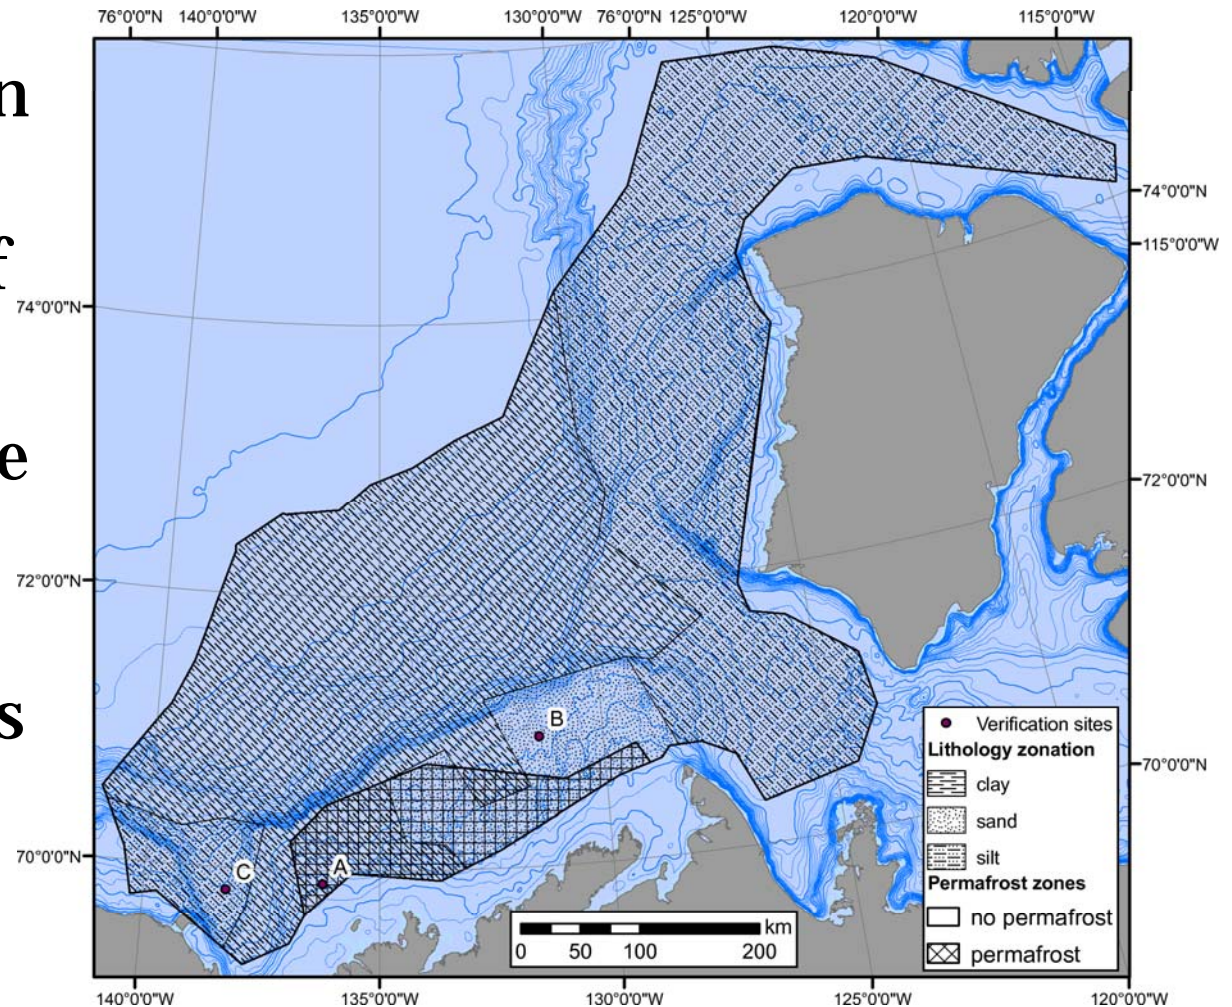 76°0'0"N 140°0'0"W 135°0'0"W 130°0'0"W 76°0'0"N 125°0'0"W 120°0'0"W 115°0'0"W
n
f
e
s
74°0'0"N
115°0'0"W
74°0'0"N
72°0'0"N
72°0'0"N
70°0'0"N
70°0'0"N
B
A
C
Verification sites
Lithology zonation
clay
sand
silt
Permafrost zones
no permafrost
permafrost
km
0 50 100 200
140°0'0"W 135°0'0"W 130°0'0"W 125°0'0"W 120°0'0"W